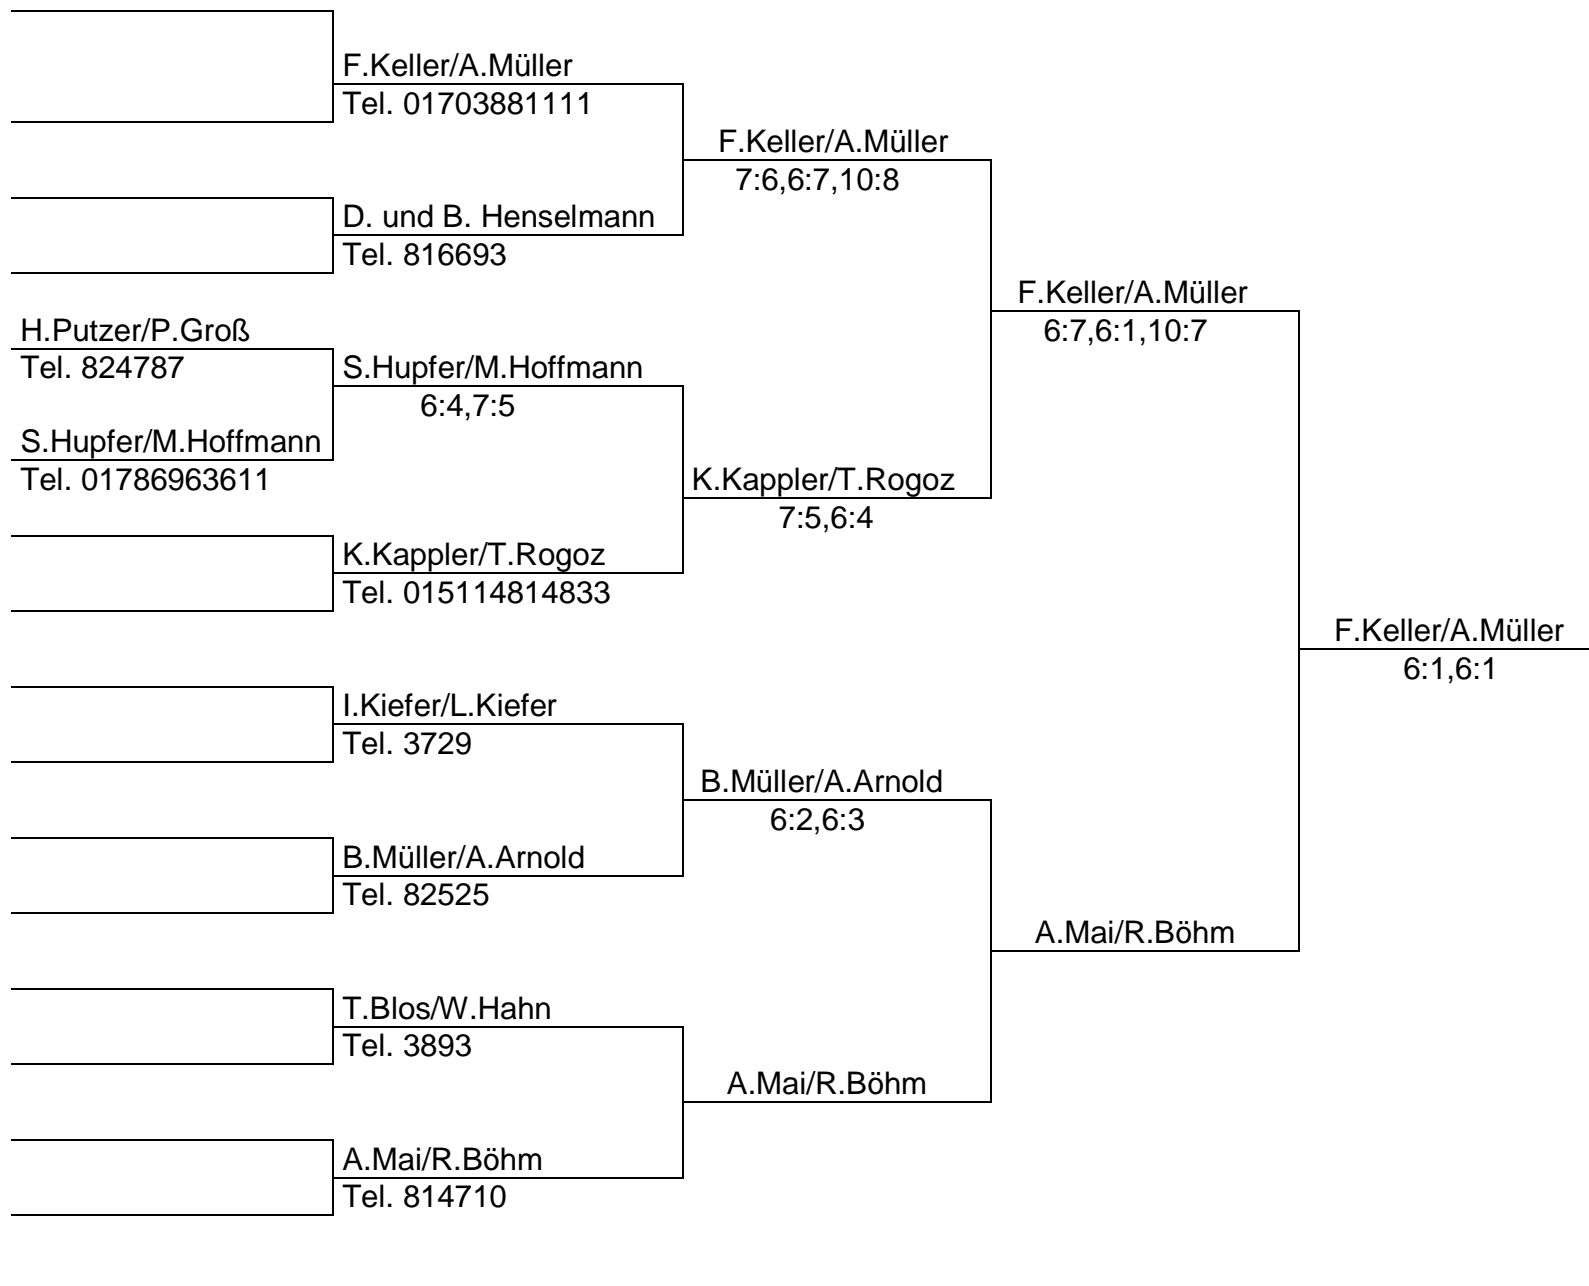 F.Keller/A.Müller
Tel. 01703881111
F.Keller/A.Müller
7:6,6:7,10:8
D. und B. Henselmann
Tel. 816693
F.Keller/A.Müller
6:7,6:1,10:7
H.Putzer/P.Groß
Tel. 824787
S.Hupfer/M.Hoffmann
6:4,7:5
S.Hupfer/M.Hoffmann
Tel. 01786963611
K.Kappler/T.Rogoz
7:5,6:4
K.Kappler/T.Rogoz
Tel. 015114814833
F.Keller/A.Müller
6:1,6:1
I.Kiefer/L.Kiefer
Tel. 3729
B.Müller/A.Arnold
6:2,6:3
B.Müller/A.Arnold
Tel. 82525
A.Mai/R.Böhm
T.Blos/W.Hahn
Tel. 3893
A.Mai/R.Böhm
A.Mai/R.Böhm
Tel. 814710